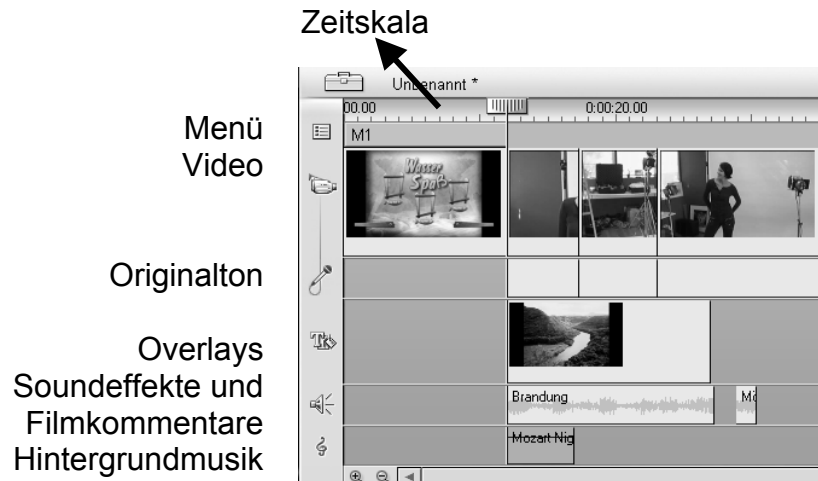 Zeitskala
Unbenannt *
00.00 0:00:20.00
Menü
M1
Video
Wasser
Spaß
Originalton
Overlays
Soundeffekte und
Filmkommentare
Brandung
Hintergrundmusik
Mozart Nig